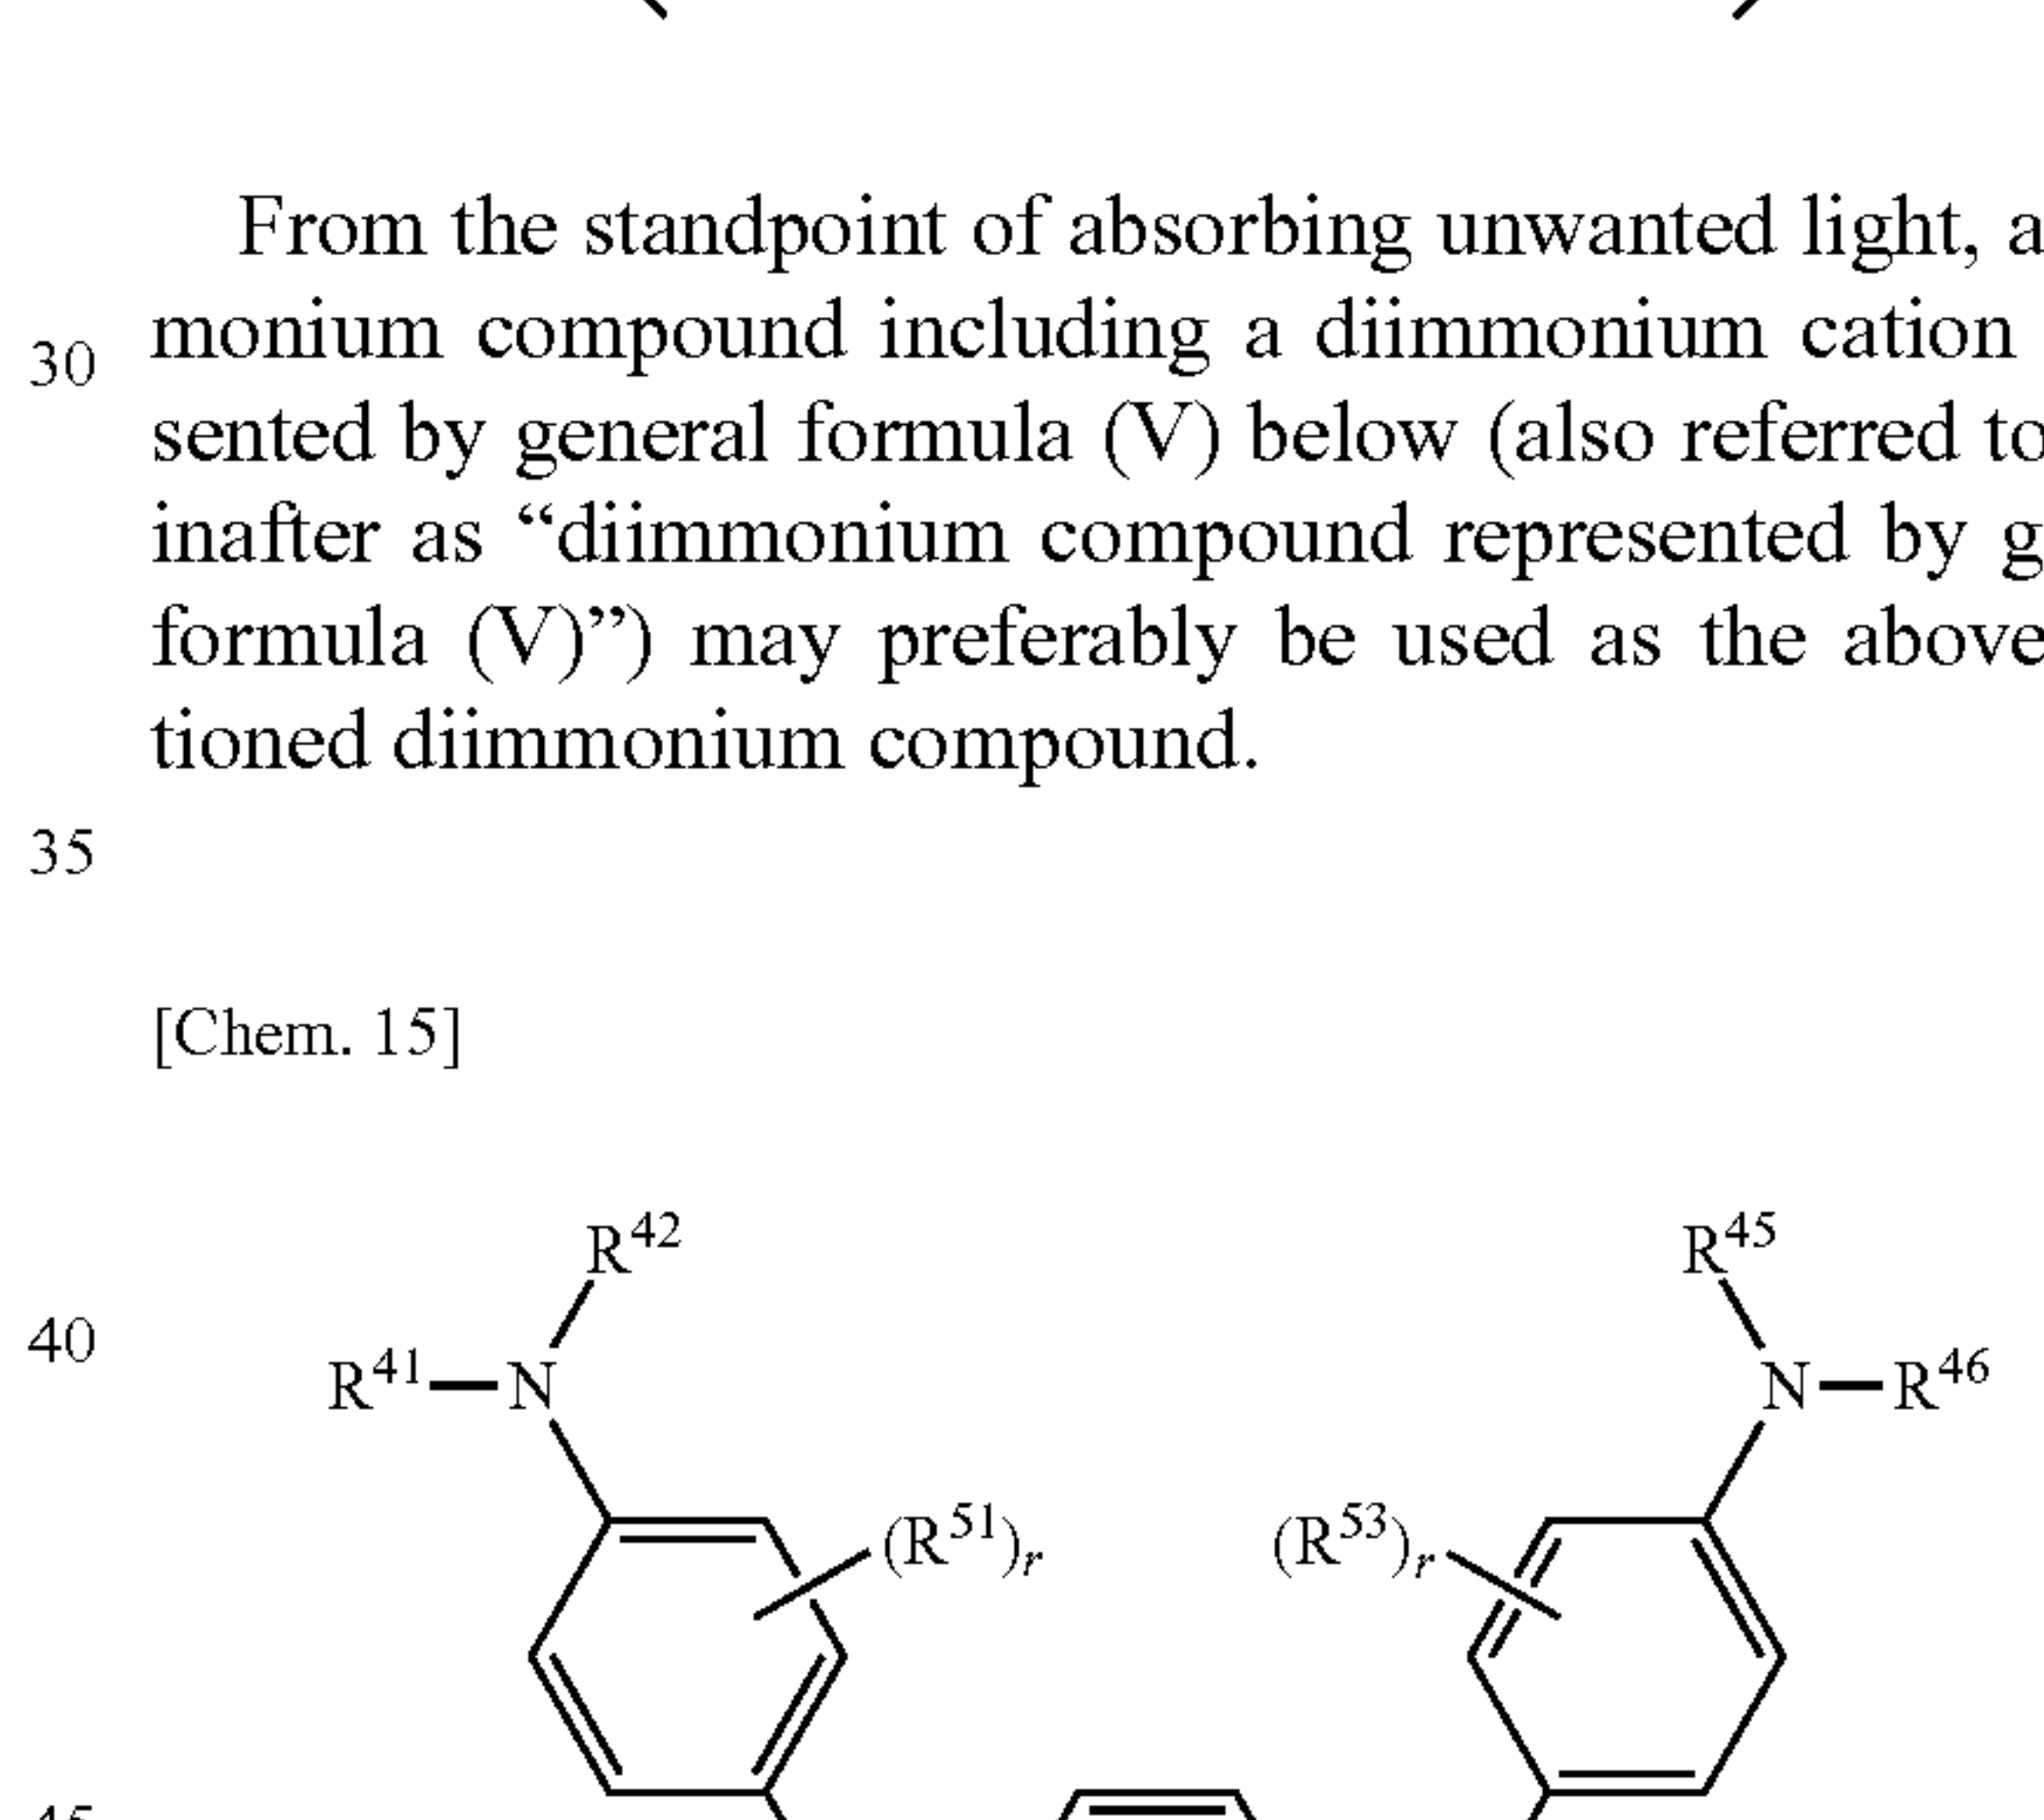 From the standpoint of absorbing unwanted light, a
30 monium compound including a diimmonium cation
sented by general formula (V) below (also referred to
inafter as “diimmonium compound represented by g
formula (V)”) may preferably be used as the above
tioned diimmonium compound.
35
[Chem. 15]
R42 R45
40
R41—N N—R46
(R51)r (R53)r
45